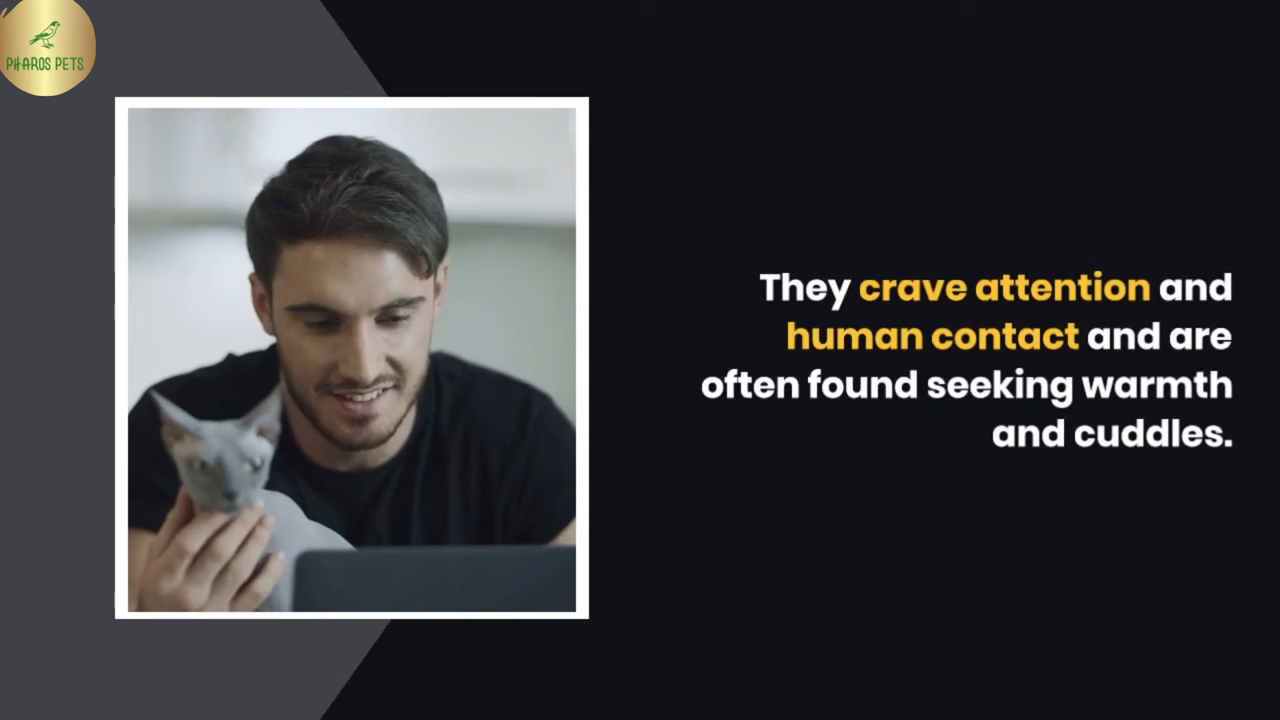 PHAROS PETS
They crave attention and
human contact and are
often found seeking warmth
and cuddles.